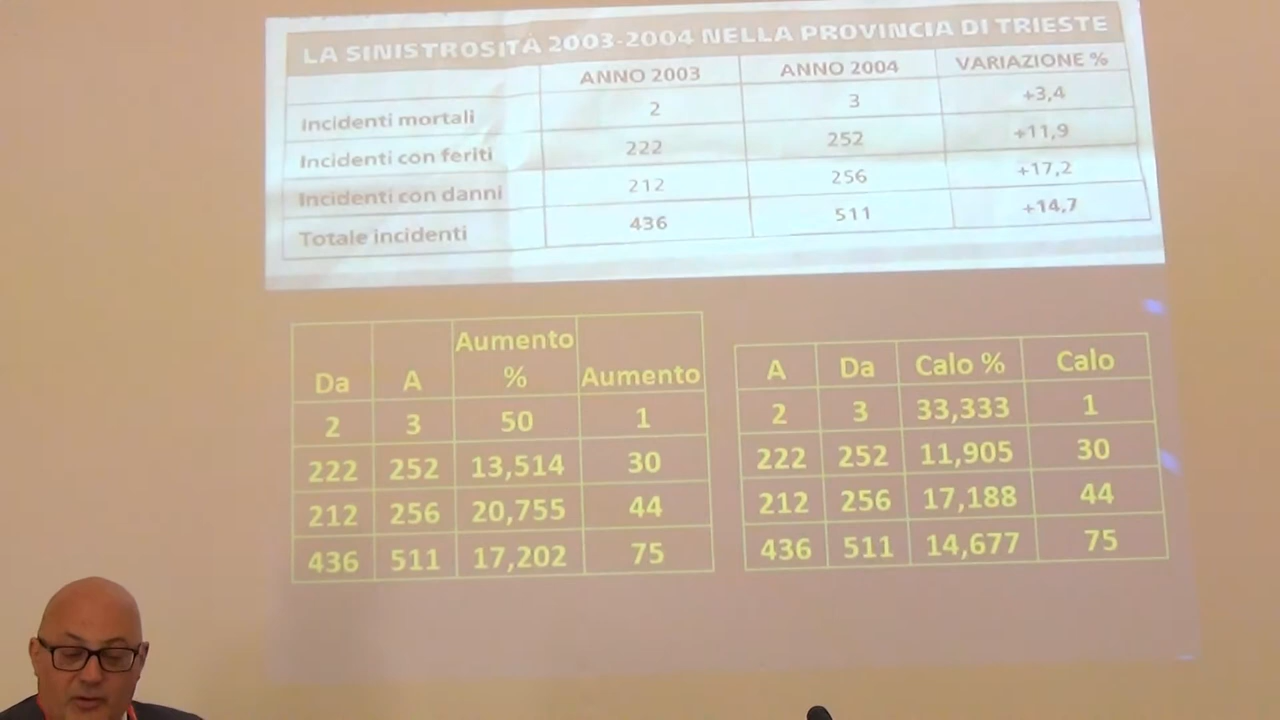 LA SINISTROSITÀ 2003-2004 NELLA PROVINCIA DI TRIESTE
ANNO 2003 ANNO 2004 VARIAZIONE %
Incidenti mortali 2 3 +3,4
Incidenti con feriti 222 252 +11,9
Incidenti con danni 212 256 +17,2
Totale incidenti 436 511 +14,7
Da A Aumento % Aumento
2 3 50 1
222 252 13,514 30
212 256 20,755 44
436 511 17,202 75
A Da Calo % Calo
2 3 33,333 1
222 252 11,905 30
212 256 17,188 44
436 511 14,677 75